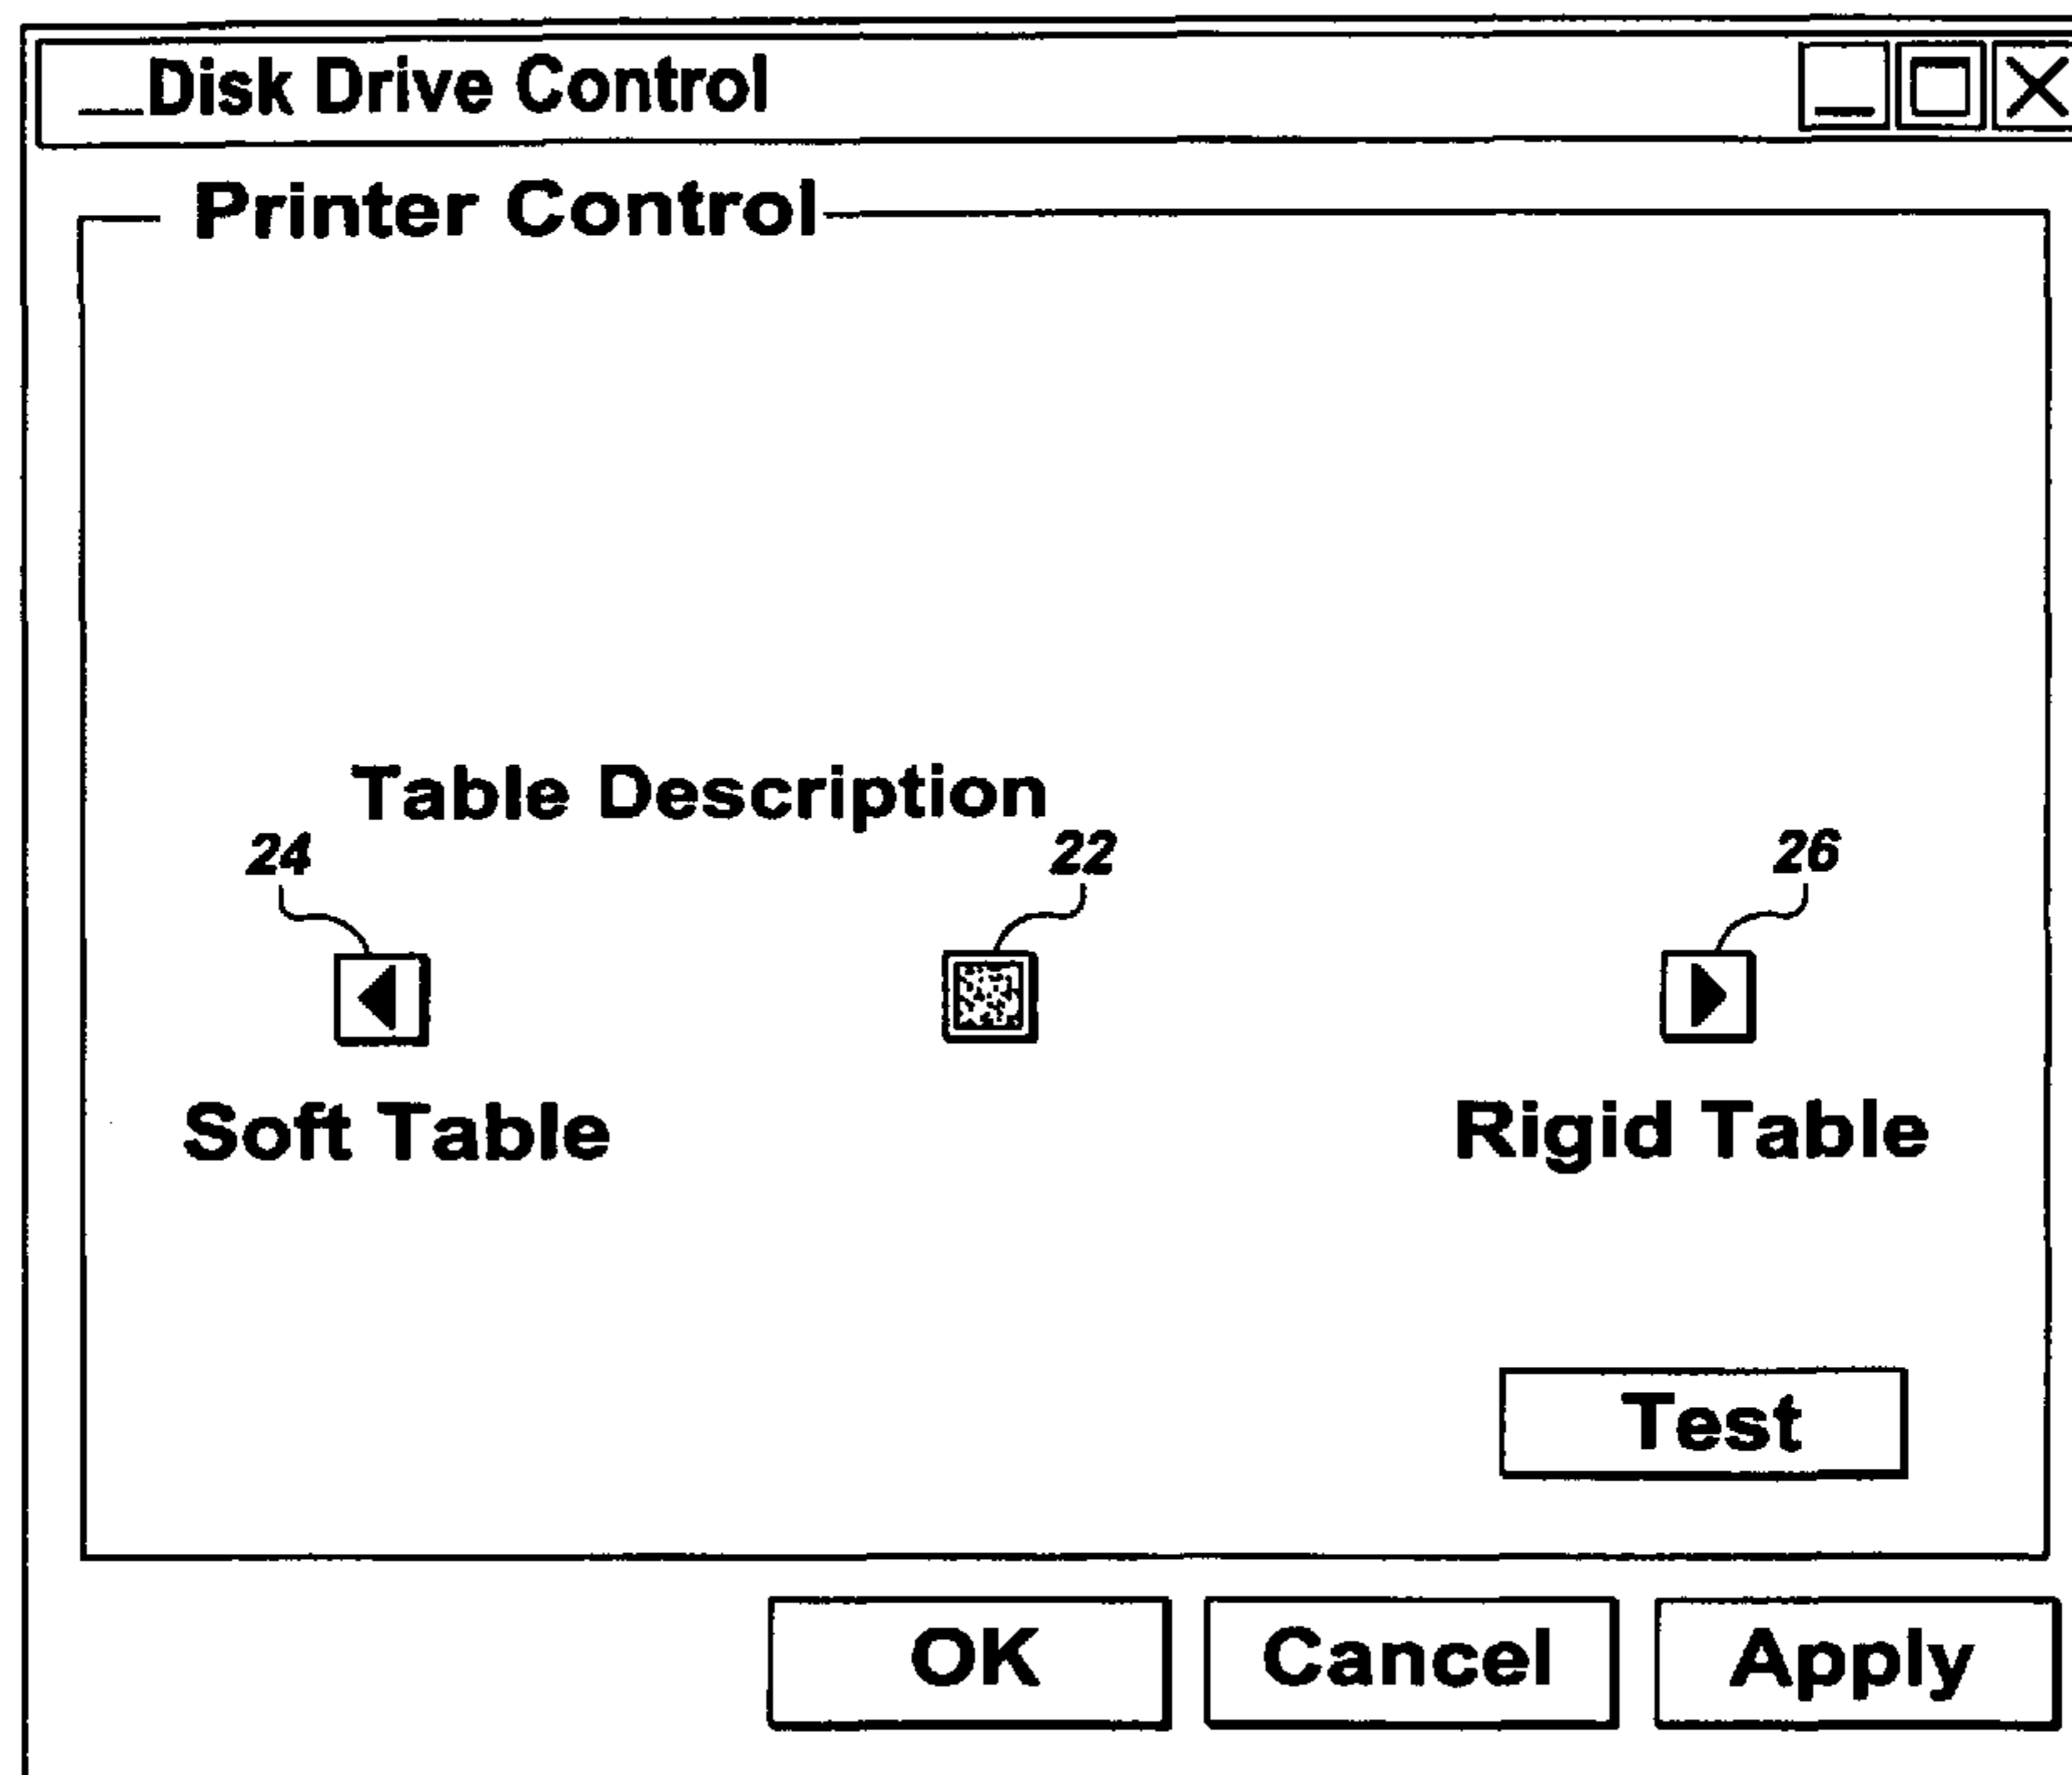 Disk Drive Control
Printer Control
Table Description
24 22 26
Soft Table Rigid Table
Test
OK Cancel Apply